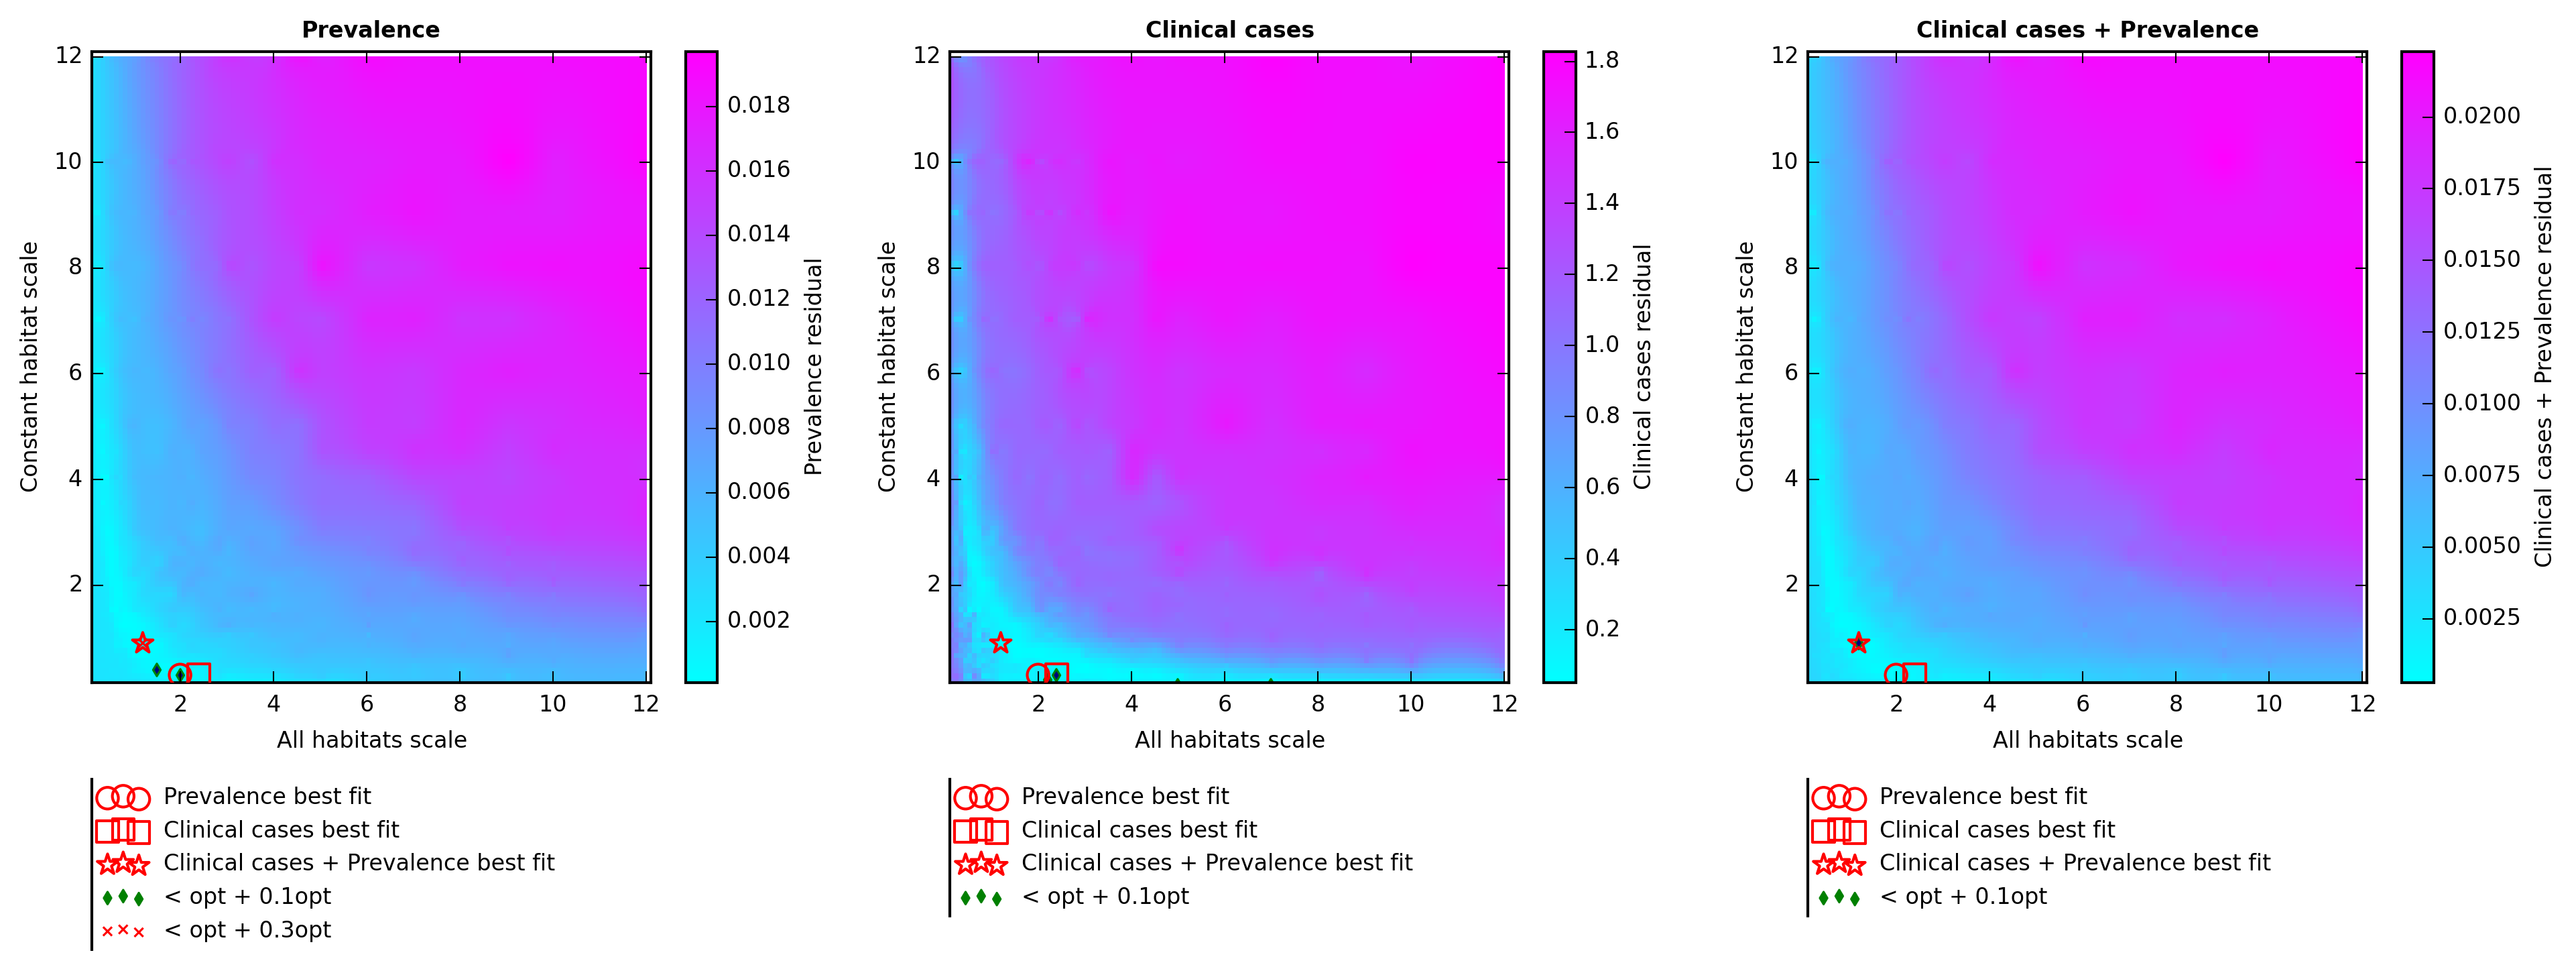 Prevalence
12
10
8
6
4
2
2 4 6 8 10 12
Constant habitat scale
All habitats scale
0.018
0.016
0.014
0.012
0.010
0.008
0.006
0.004
0.002
Prevalence residual
Prevalence best fit
Clinical cases best fit
Clinical cases + Prevalence best fit
< opt + 0.1opt
< opt + 0.3opt
Clinical cases
12
10
8
6
4
2
2 4 6 8 10 12
Constant habitat scale
All habitats scale
1.8
1.6
1.4
1.2
1.0
0.8
0.6
0.4
0.2
Clinical cases residual
Prevalence best fit
Clinical cases best fit
Clinical cases + Prevalence best fit
< opt + 0.1opt
Clinical cases + Prevalence
12
10
8
6
4
2
2 4 6 8 10 12
Constant habitat scale
All habitats scale
0.0200
0.0175
0.0150
0.0125
0.0100
0.0075
0.0050
0.0025
Clinical cases + Prevalence residual
Prevalence best fit
Clinical cases best fit
Clinical cases + Prevalence best fit
< opt + 0.1opt